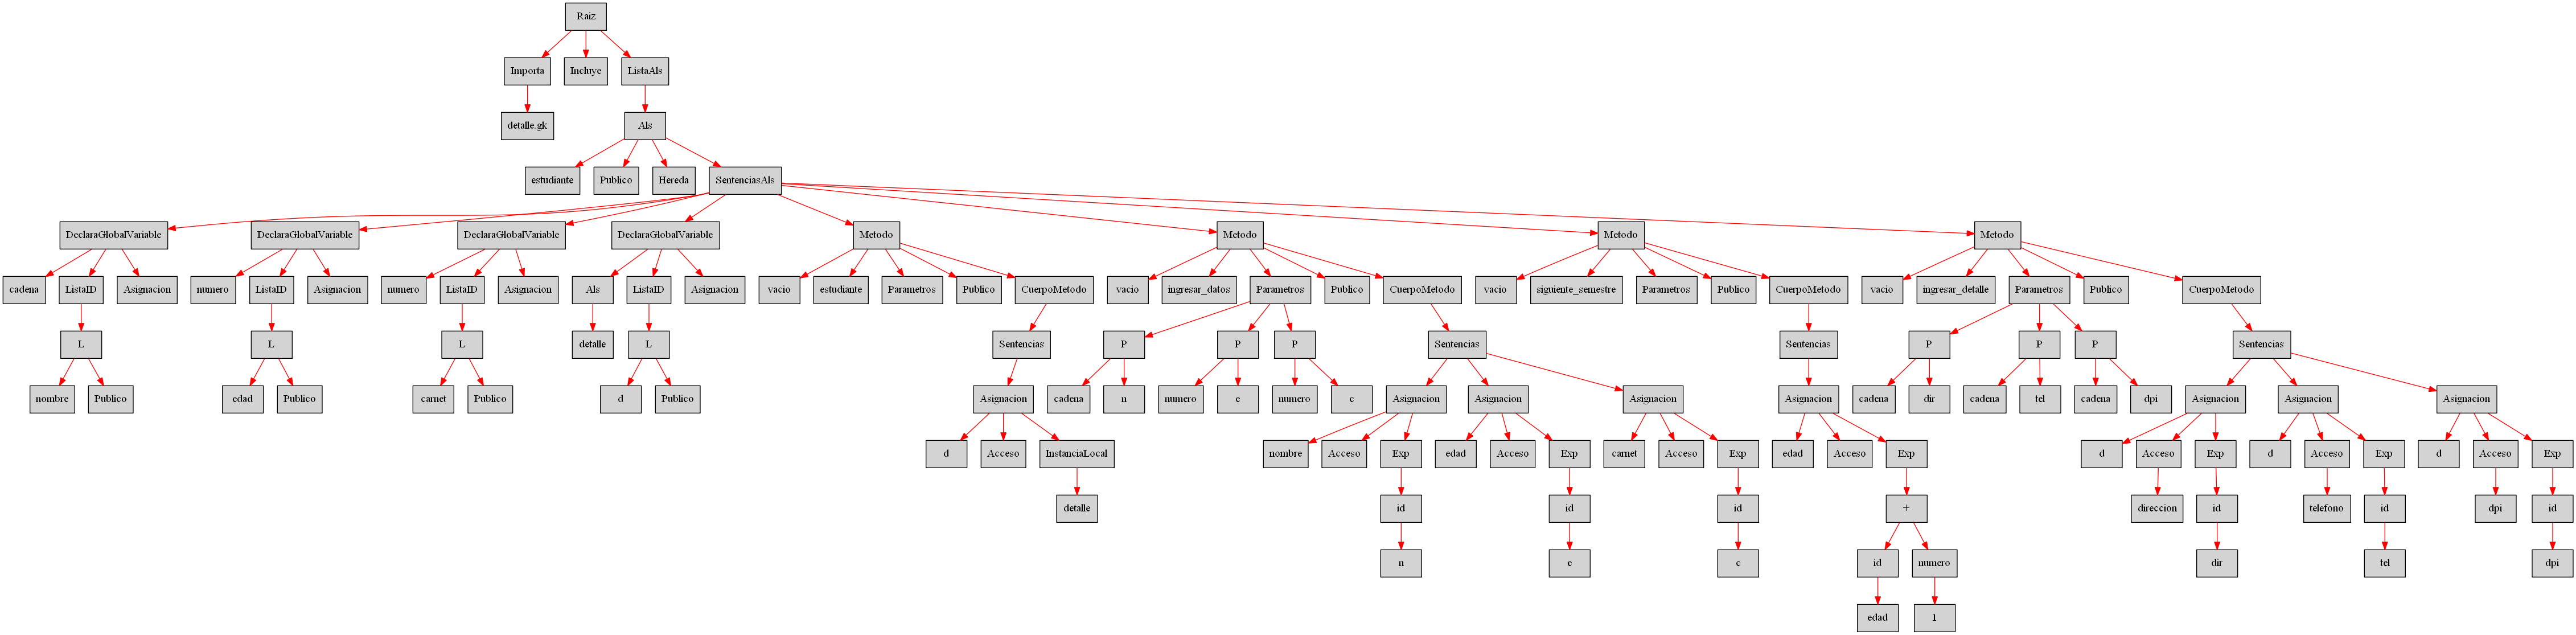 Raiz
Importa Incluye ListaAls
detalle.gk Als
estudiante Publico Hereda SentenciasAls
DeclaraGlobalVariable DeclaraGlobalVariable DeclaraGlobalVariable DeclaraGlobalVariable Metodo Metodo Metodo Metodo
cadena ListaID Asignacion numero ListaID Asignacion numero ListaID Asignacion Als ListaID Asignacion vacio estudiante Parametros Publico CuerpoMetodo vacio ingresar_datos Parametros Publico CuerpoMetodo vacio siguiente_semestre Parametros Publico CuerpoMetodo vacio ingresar_detalle Parametros Publico CuerpoMetodo
L L L detalle L Sentencias P P P Sentencias Sentencias P P P Sentencias
nombre Publico edad Publico carnet Publico d Publico Asignacion cadena n numero e numero c Asignacion Asignacion Asignacion Asignacion cadena dir cadena tel cadena dpi Asignacion Asignacion Asignacion
d Acceso InstanciaLocal nombre Acceso Exp edad Acceso Exp carnet Acceso Exp edad Acceso Exp d Acceso Exp d Acceso Exp d Acceso Exp
detalle id id id + direccion id telefono id dpi id
n e c id numero dir tel dpi
edad 1